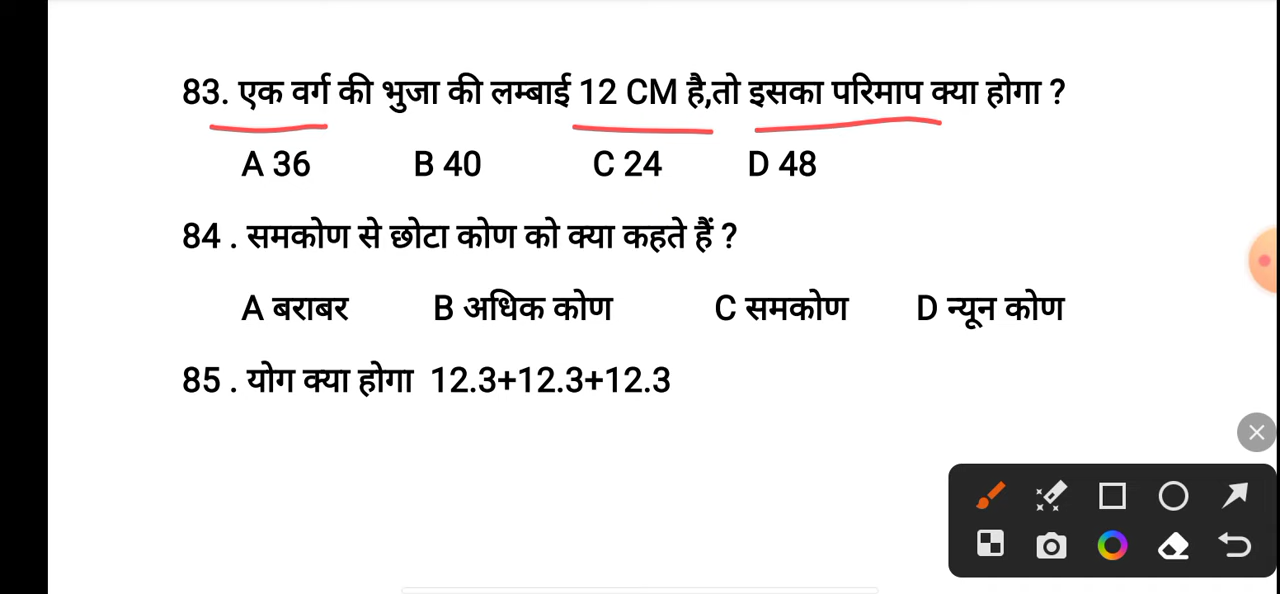 83. एक वर्ग की भुजा की लम्बाई 12 CM है,तो इसका परिमाप क्या होगा ?
A 36 B 40 C 24 D 48
84 . समकोण से छोटा कोण को क्या कहते हैं ?
A बराबर B अधिक कोण C समकोण D न्यून कोण
85 . योग क्या होगा 12.3+12.3+12.3